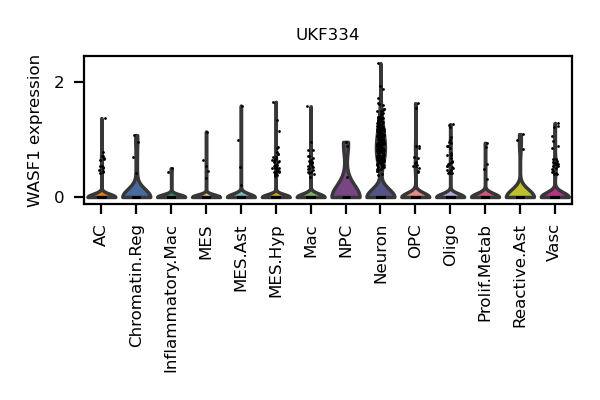 UKF334
WASF1 expression
2
0
AC
Chromatin.Reg
Inflammatory.Mac
MES
MES.Ast
MES.Hyp
Mac
NPC
Neuron
OPC
Oligo
Prolif.Metab
Reactive.Ast
Vasc